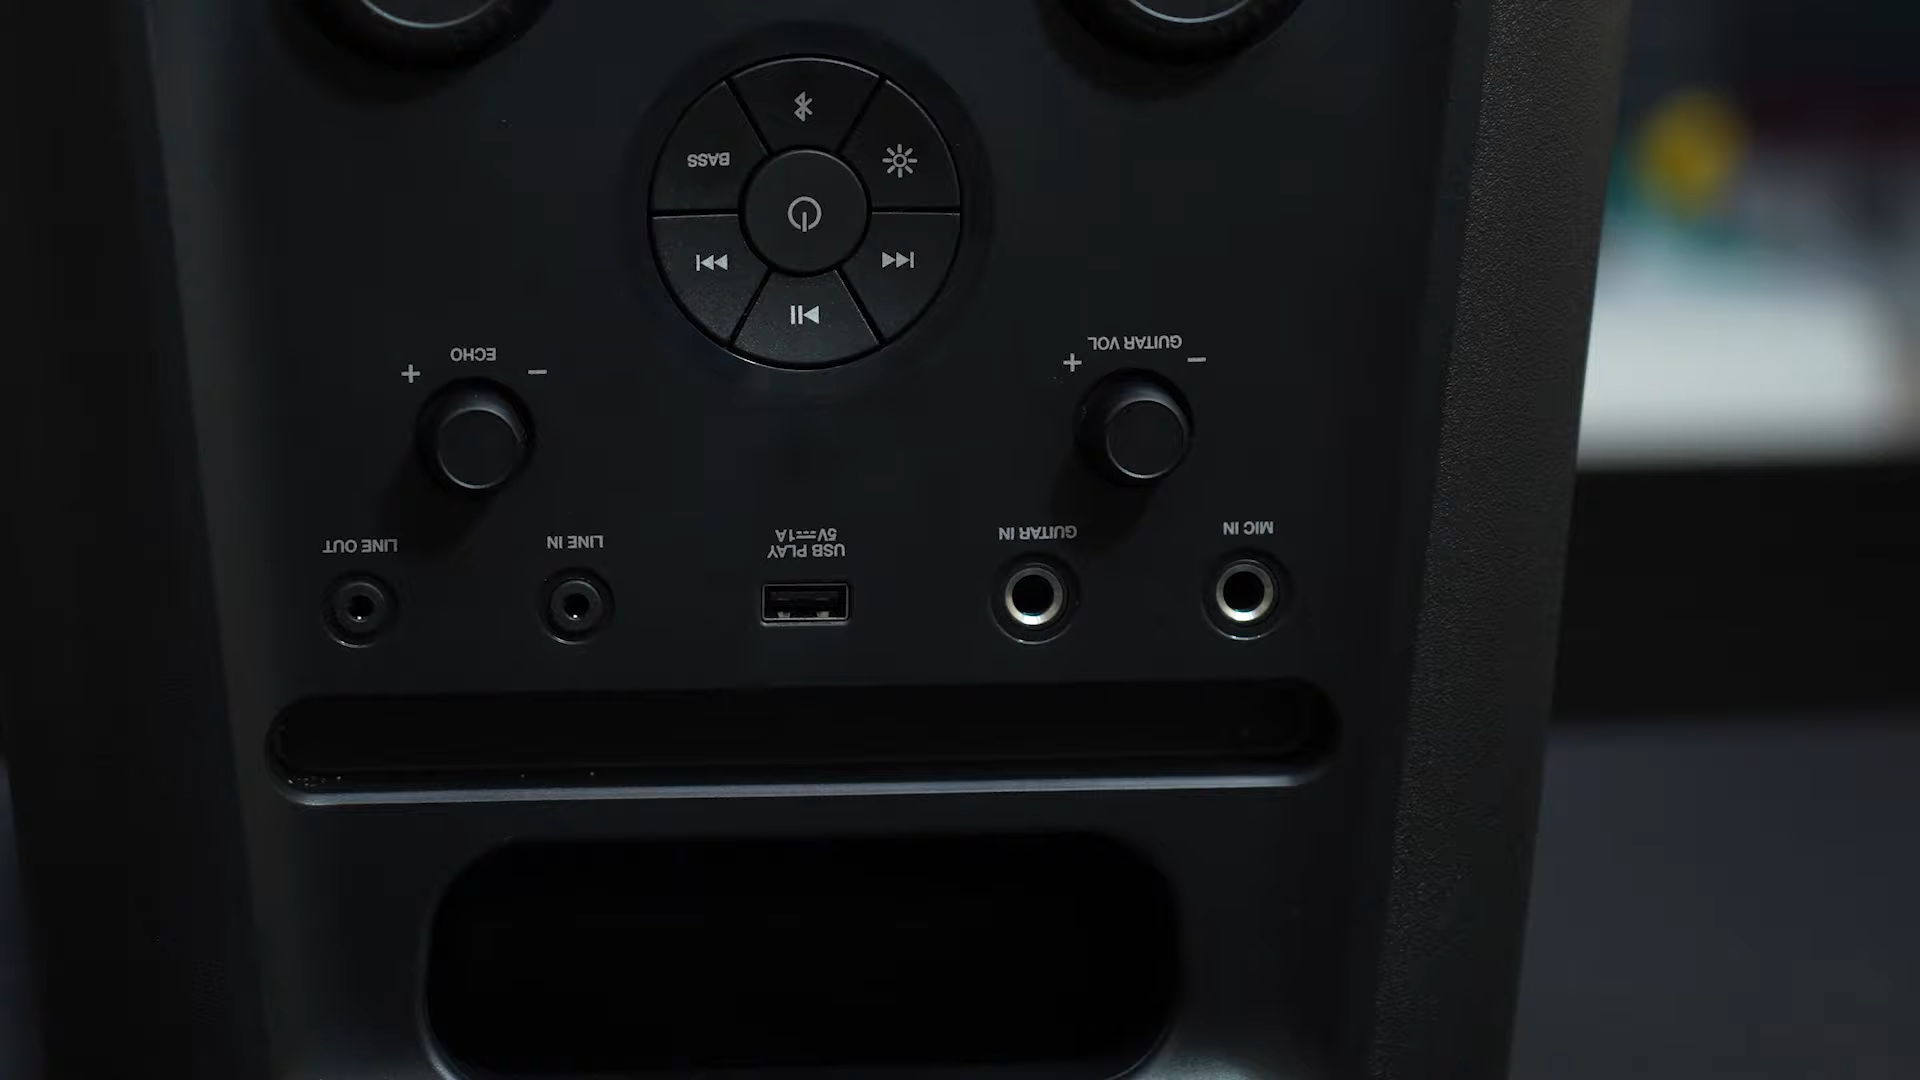 MIC IN
GUITAR IN
USB PLAY
5V⎓1A
LINE IN
LINE OUT
GUITAR VOL
− +
ECHO
− +
BASS